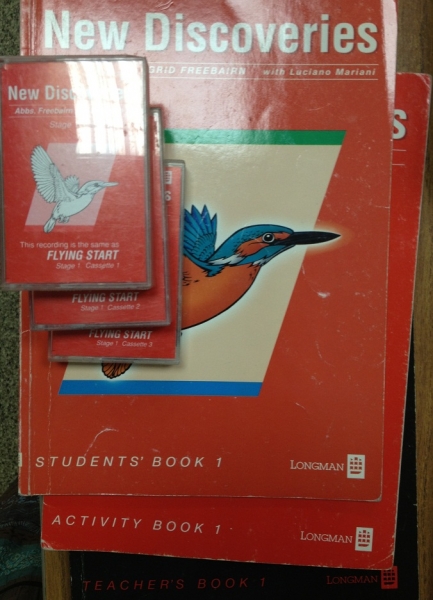 New Discoveries
GRID FREEBAIRN with Luciano Mariani
S
New Disc
Abbs. Freebairn
Stage
This recording is the same as
FLYING START
Stage 1 Cassette 1
S
FLYING START
Stage 1 Cassette 2
FLYING START
Stage 1 Cassette 3
STUDENTS' BOOK 1
LONGMAN
ACTIVITY BOOK 1
LONGMAN
TEACHER'S BOOK 1
LONGMAN